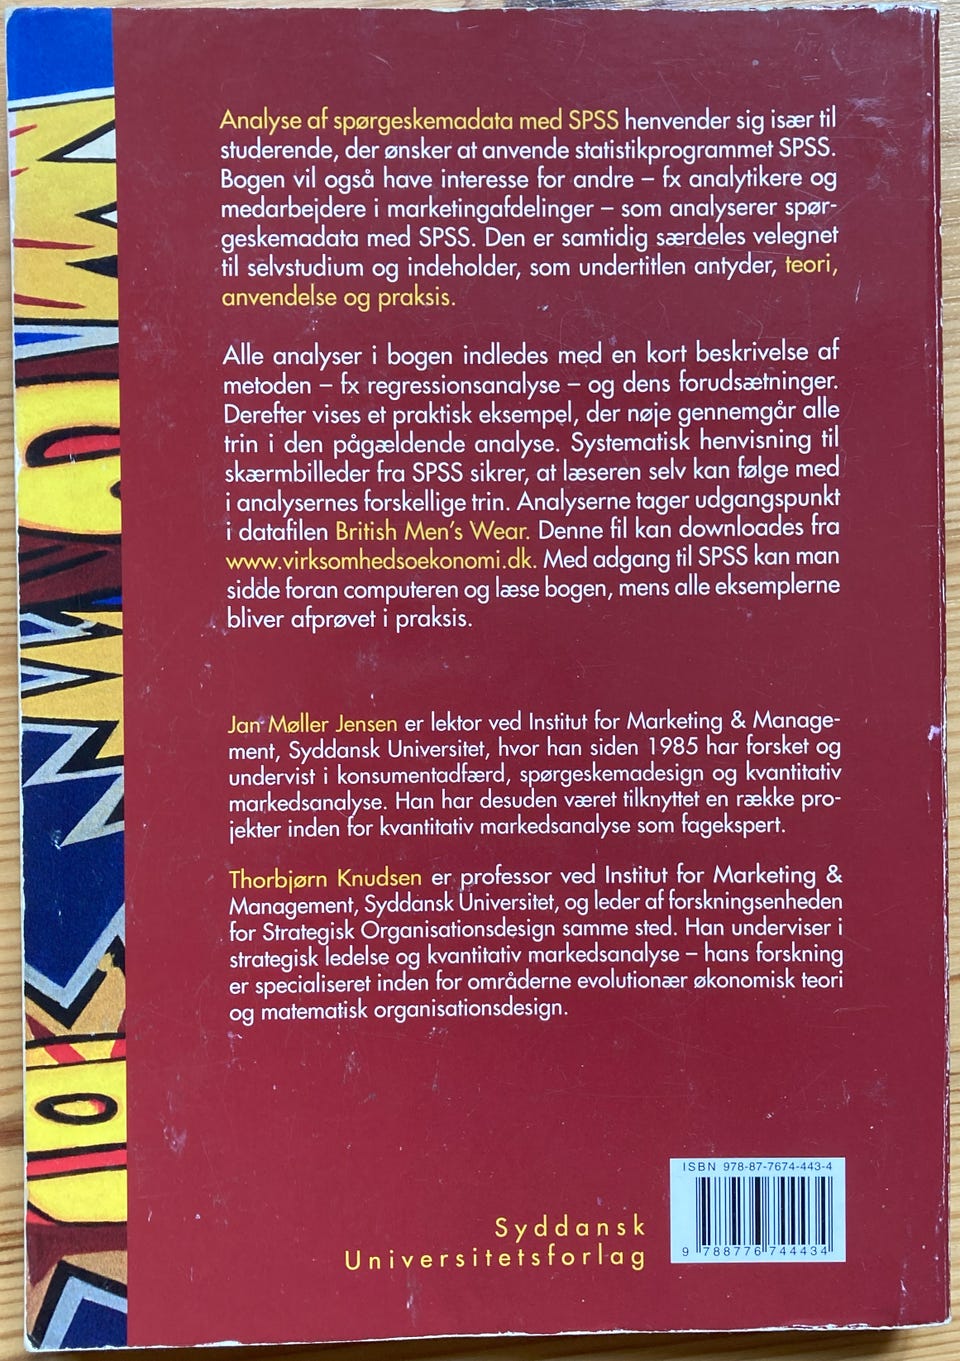 Analyse af spørgeskemadata med SPSS henvender sig især til
studerende, der ønsker at anvende statistikprogrammet SPSS.
Bogen vil også have interesse for andre – fx analytikere og
medarbejdere i marketingafdelinger – som analyserer spør-
geskemadata med SPSS. Den er samtidig særdeles velegnet
til selvstudium og indeholder, som undertitlen antyder, teori,
anvendelse og praksis.
Alle analyser i bogen indledes med en kort beskrivelse af
metoden – fx regressionsanalyse – og dens forudsætninger.
Derefter vises et praktisk eksempel, der nøje gennemgår alle
trin i den pågældende analyse. Systematisk henvisning til
skærmbilleder fra SPSS sikrer, at læseren selv kan følge med
i analysernes forskellige trin. Analyserne tager udgangspunkt
i datafilen British Men's Wear. Denne fil kan downloades fra
www.virksomhedsoekonomi.dk. Med adgang til SPSS kan man
sidde foran computeren og læse bogen, mens alle eksemplerne
bliver afprøvet i praksis.
Jan Møller Jensen er lektor ved Institut for Marketing & Manage-
ment, Syddansk Universitet, hvor han siden 1985 har forsket og
undervist i konsumentadfærd, spørgeskemadesign og kvantitativ
markedsanalyse. Han har desuden været tilknyttet en række pro-
jekter inden for kvantitativ markedsanalyse som fagekspert.
Thorbjørn Knudsen er professor ved Institut for Marketing &
Management, Syddansk Universitet, og leder af forskningsenheden
for Strategisk Organisationsdesign samme sted. Han underviser i
strategisk ledelse og kvantitativ markedsanalyse – hans forskning
er specialiseret inden for områderne evolutionær økonomisk teori
og matematisk organisationsdesign.
ISBN 978-87-7674-443-4
9 788776 744434
Syddansk
Universitetsforlag